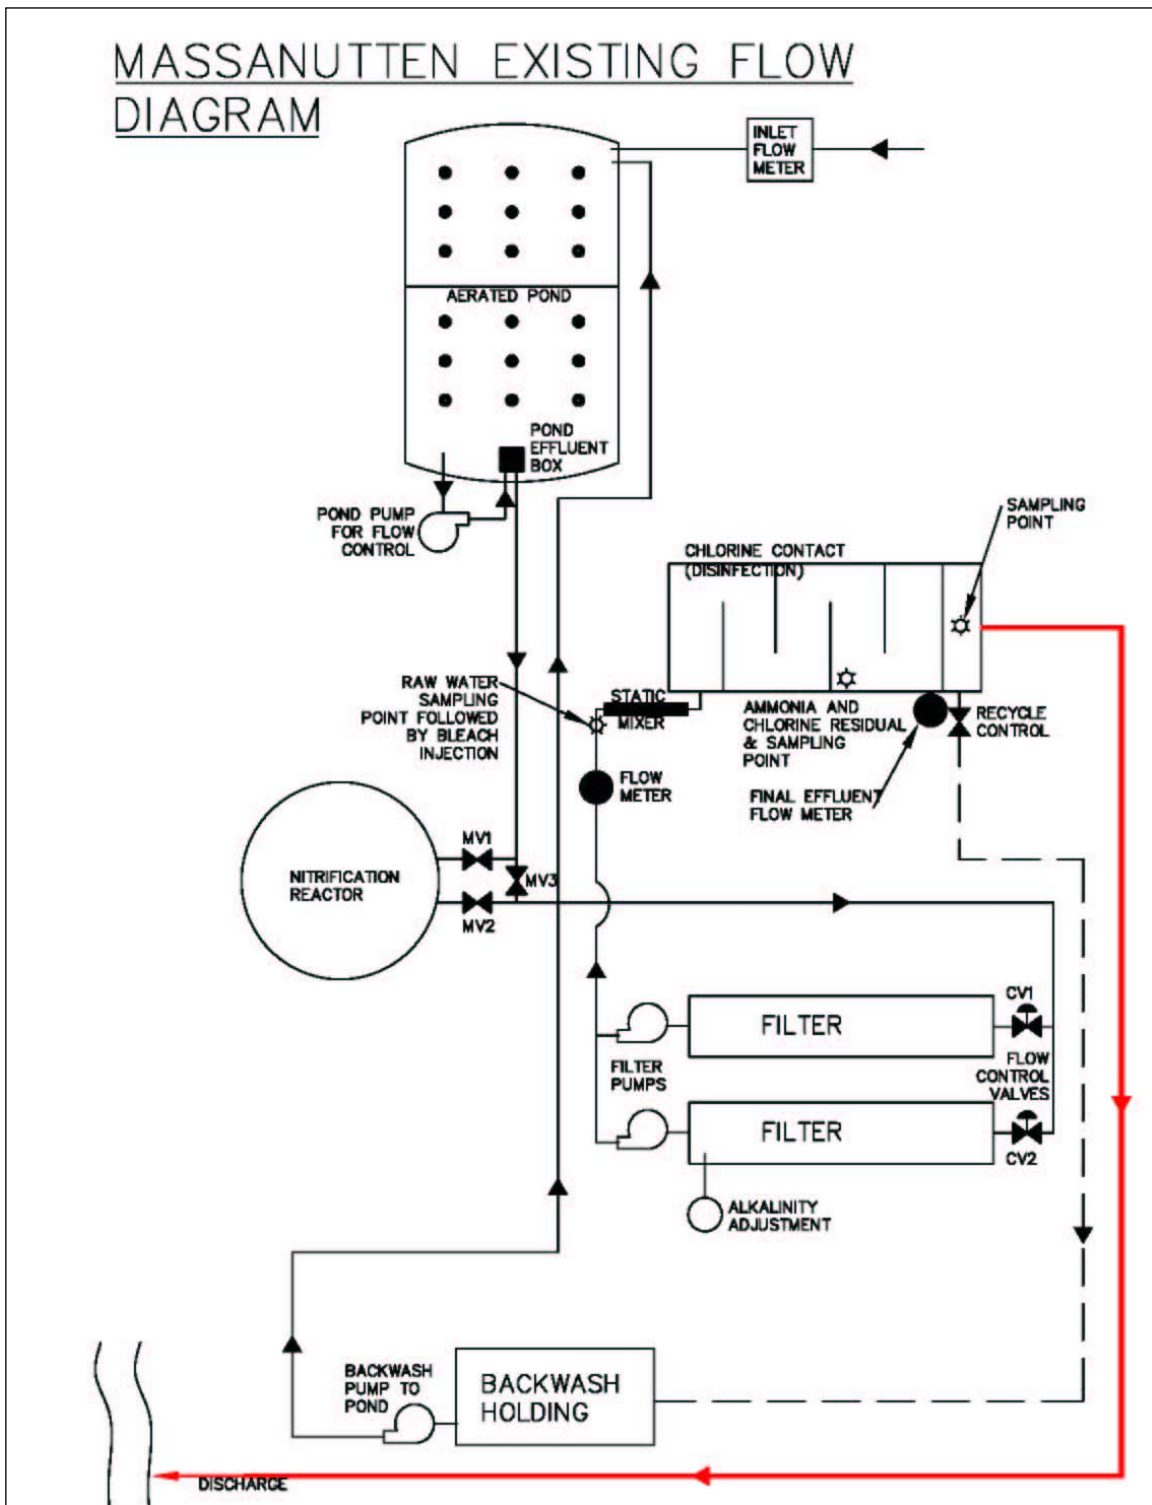 MASSANUTTEN EXISTING FLOW
DIAGRAM
INLET
FLOW
METER
AERATED POND
POND
EFFLUENT
BOX
POND PUMP
FOR FLOW
CONTROL
SAMPLING
POINT
CHLORINE CONTACT
(DISINFECTION)
RAW WATER
SAMPLING
POINT FOLLOWED
BY BLEACH
INJECTION
STATIC
MIXER
AMMONIA AND
CHLORINE RESIDUAL
& SAMPLING
POINT
RECYCLE
CONTROL
FLOW
METER
FINAL EFFLUENT
FLOW METER
MV1
NITRIFICATION
REACTOR
MV3
MV2
CV1
FILTER
FILTER
PUMPS
FLOW
CONTROL
VALVES
FILTER
CV2
ALKALINITY
ADJUSTMENT
BACKWASH
PUMP TO
POND
BACKWASH
HOLDING
DISCHARGE